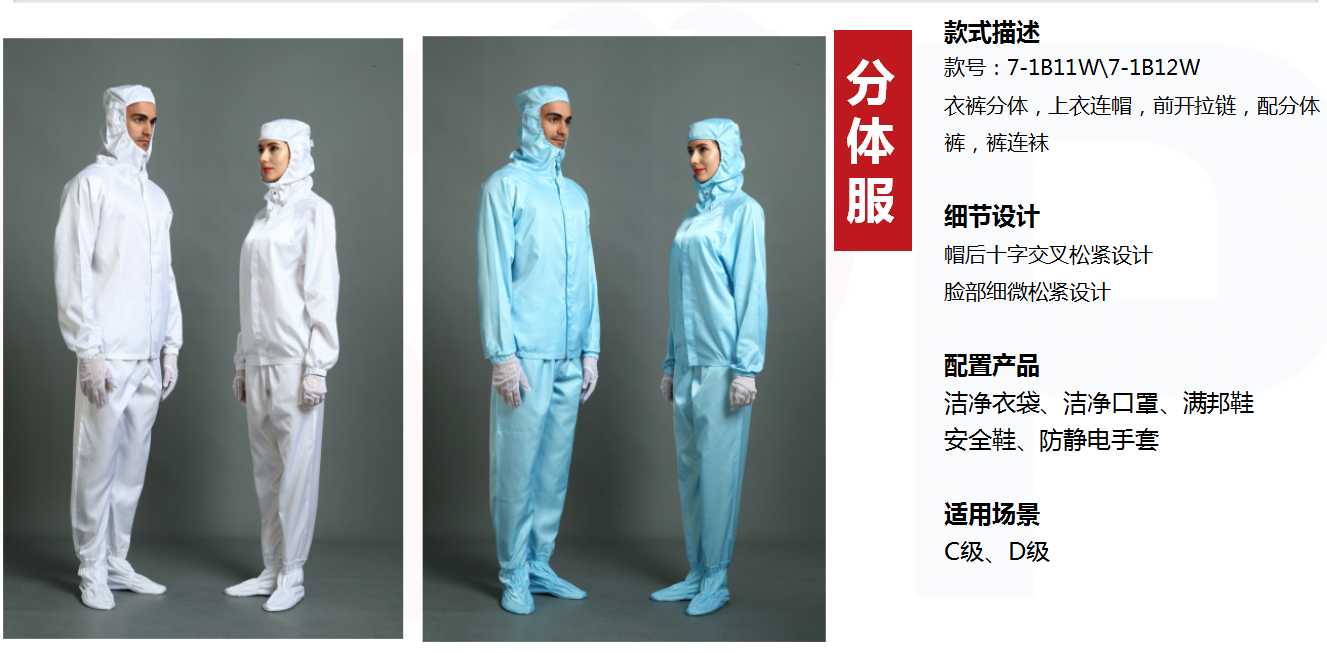 分体服
款式描述
款号：7-1B11W\7-1B12W
衣裤分体，上衣连帽，前开拉链，配分体
裤，裤连袜
细节设计
帽后十字交叉松紧设计
脸部细微松紧设计
配置产品
洁净衣袋、洁净口罩、满邦鞋
安全鞋、防静电手套
适用场景
C级、D级